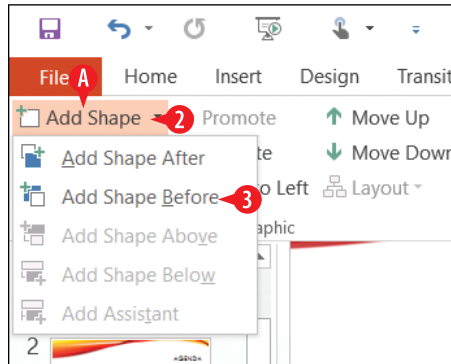 File Home Insert Design Transit
A
Add Shape 2 Promote Move Up
Add Shape After te Move Down
Add Shape Before 3 o Left Layout
Add Shape Above aphic
Add Shape Below
Add Assistant
2
AGENDA